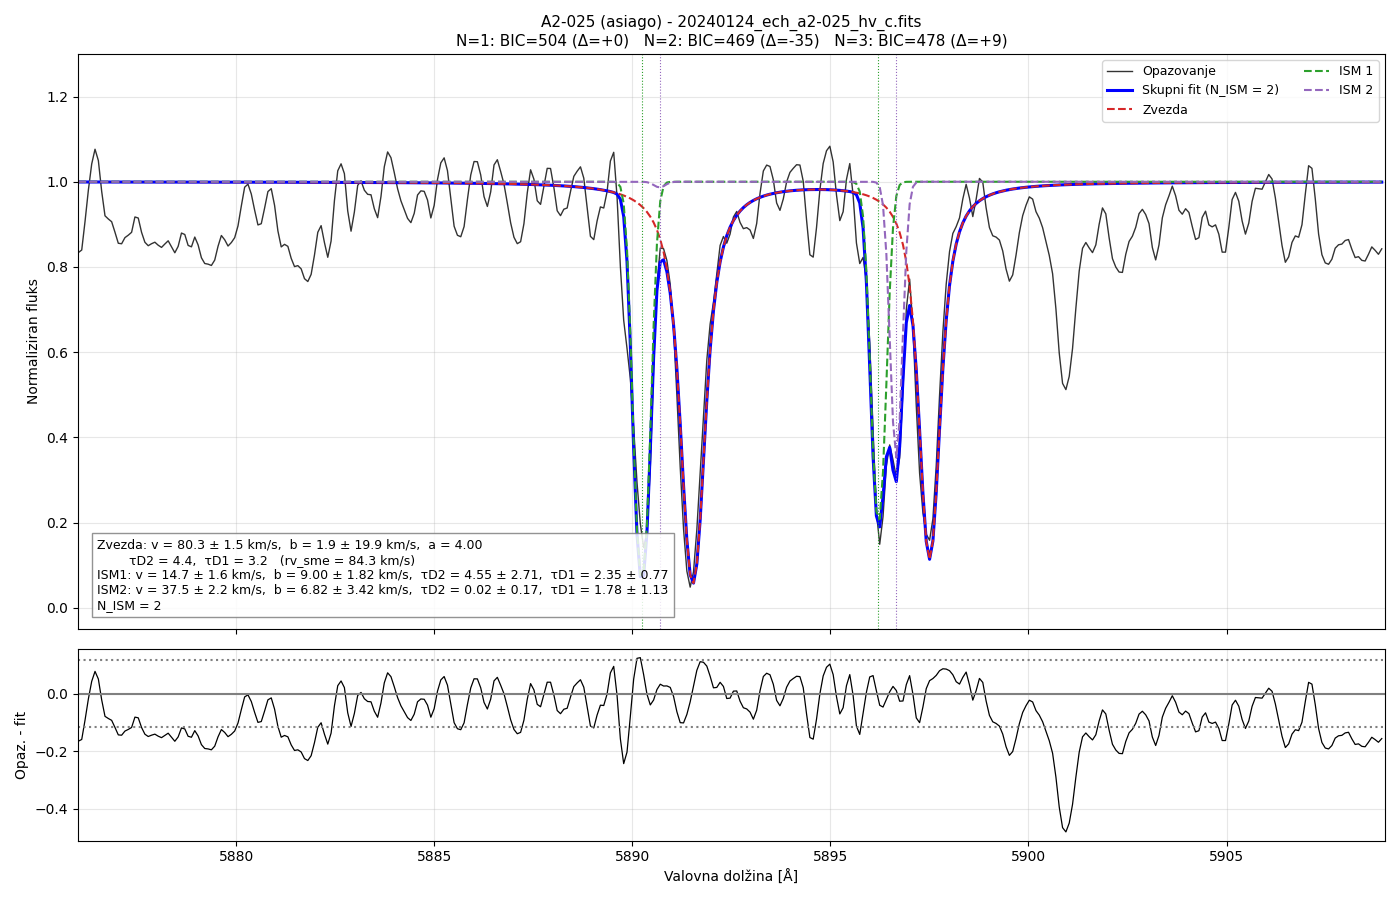 A2-025 (asiago) - 20240124_ech_a2-025_hv_c.fits
N=1: BIC=504 (Δ=+0)   N=2: BIC=469 (Δ=-35)   N=3: BIC=478 (Δ=+9)
Opazovanje
Skupni fit (N_ISM = 2)
Zvezda
ISM 1
ISM 2
Normaliziran fluks
1.2
1.0
0.8
0.6
0.4
0.2
0.0
Zvezda: v = 80.3 ± 1.5 km/s,  b = 1.9 ± 19.9 km/s,  a = 4.00
τD2 = 4.4,  τD1 = 3.2   (rv_sme = 84.3 km/s)
ISM1: v = 14.7 ± 1.6 km/s,  b = 9.00 ± 1.82 km/s,  τD2 = 4.55 ± 2.71,  τD1 = 2.35 ± 0.77
ISM2: v = 37.5 ± 2.2 km/s,  b = 6.82 ± 3.42 km/s,  τD2 = 0.02 ± 0.17,  τD1 = 1.78 ± 1.13
N_ISM = 2
Opaz. - fit
0.0
−0.2
−0.4
5880
5885
5890
5895
5900
5905
Valovna dolžina [Å]